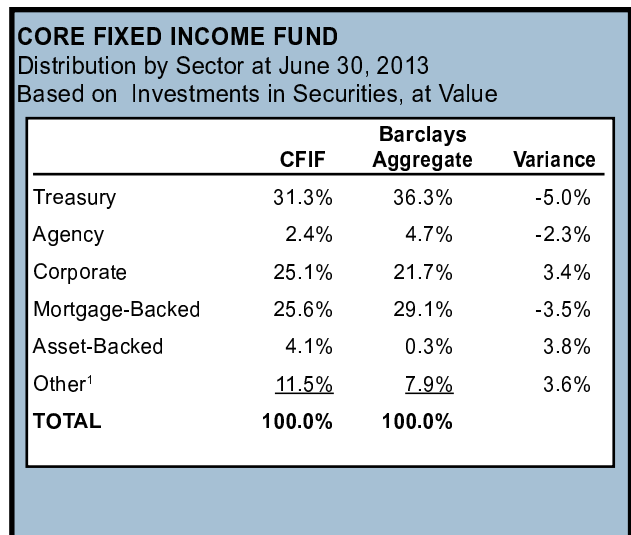 CORE FIXED INCOME FUND
Distribution by Sector at June 30, 2013
Based on Investments in Securities, at Value
Barclays
CFIF Aggregate Variance
Treasury 31.3% 36.3% -5.0%
Agency 2.4% 4.7% -2.3%
Corporate 25.1% 21.7% 3.4%
Mortgage-Backed 25.6% 29.1% -3.5%
Asset-Backed 4.1% 0.3% 3.8%
Other¹ 11.5% 7.9% 3.6%
TOTAL 100.0% 100.0%